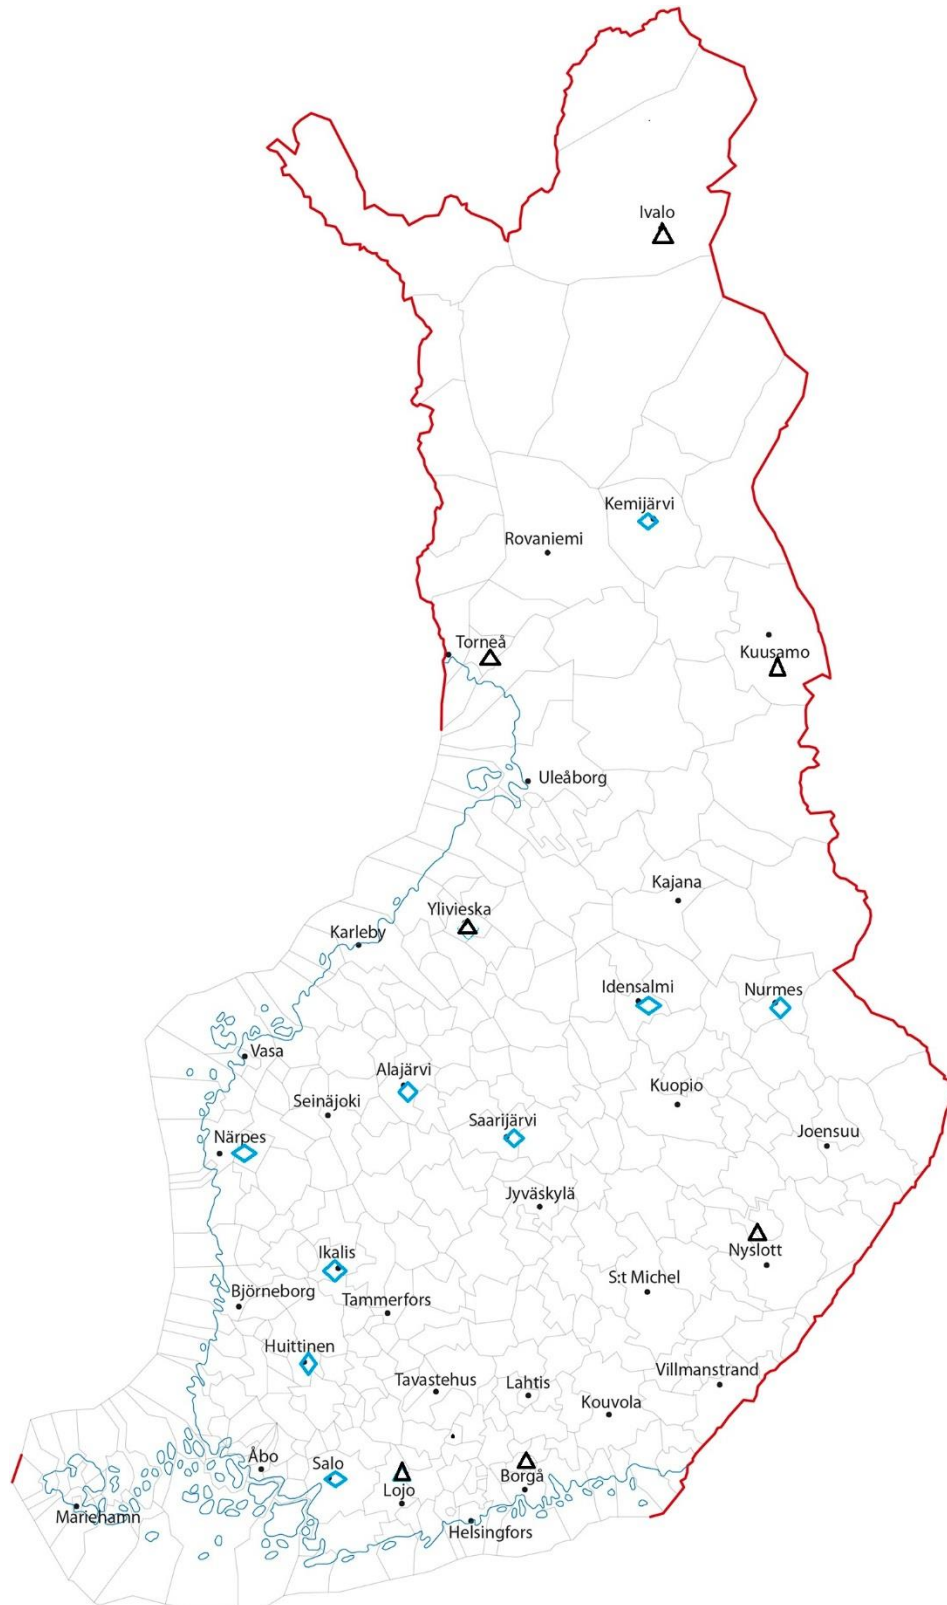 Ivalo
Kemijärvi
Rovaniemi
Torneå
Kuusamo
Uleåborg
Kajana
Ylivieska
Karleby
Idensalmi
Nurmes
Vasa
Alajärvi
Kuopio
Seinäjoki
Saarijärvi
Joensuu
Närpes
Jyväskylä
Nyslott
Ikalis
S:t Michel
Björneborg
Tammerfors
Huittinen
Villmanstrand
Tavastehus
Lahtis
Kouvola
Åbo
Salo
Borgå
Lojo
Mariehamn
Helsingfors